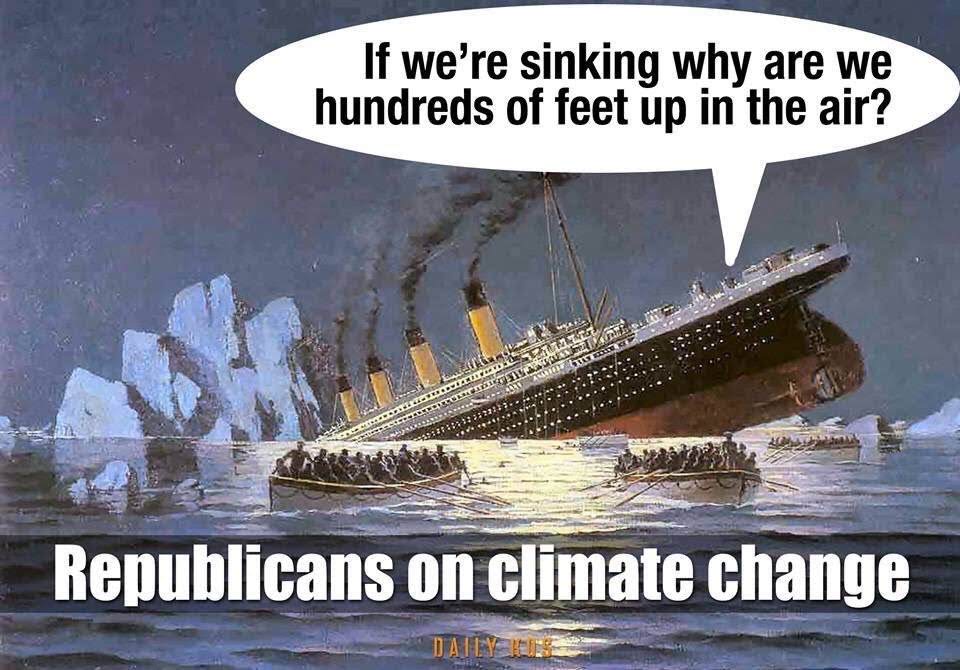 If we’re sinking why are we
hundreds of feet up in the air?
Republicans on climate change
DAILY KOS